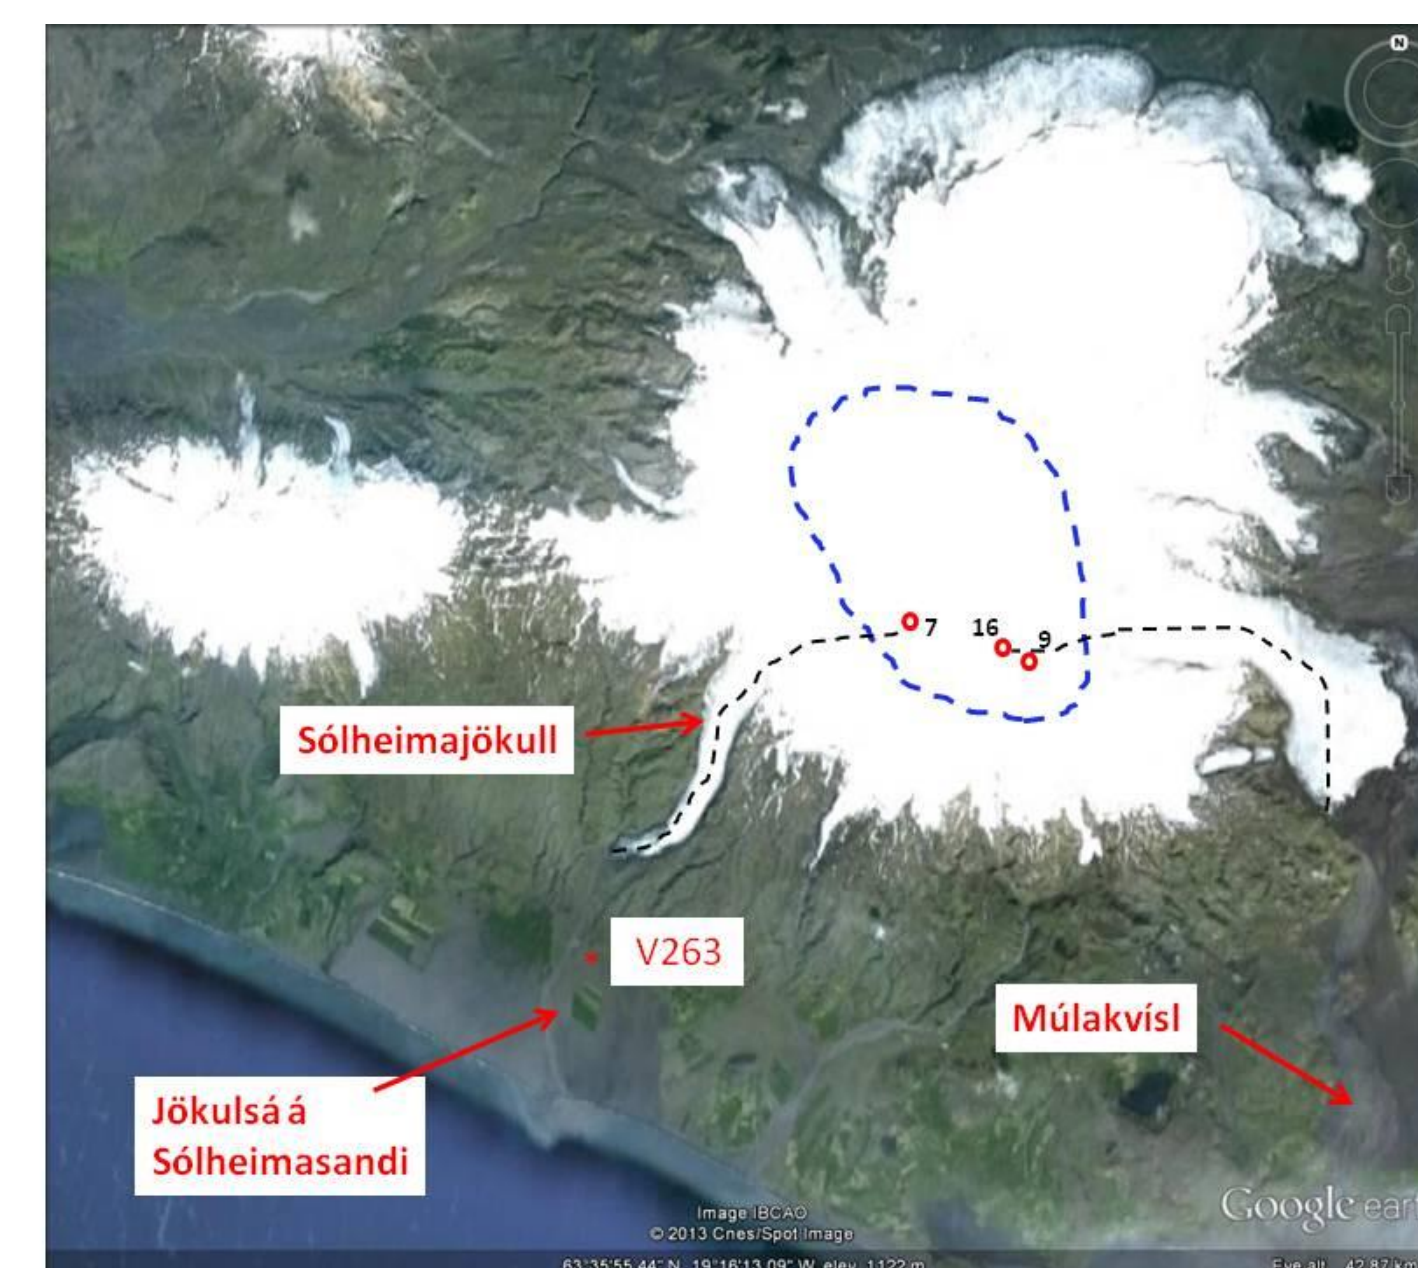 N
7
16
9
Sólheimajökull
V263
Múlakvísl
Jökulsá á
Sólheimasandi
Google ear
Image IBCAO
© 2013 Cnes/Spot Image
63°35'55.44" N 19°16'13.09" W elev 1122 m
Eye alt 42.87 km